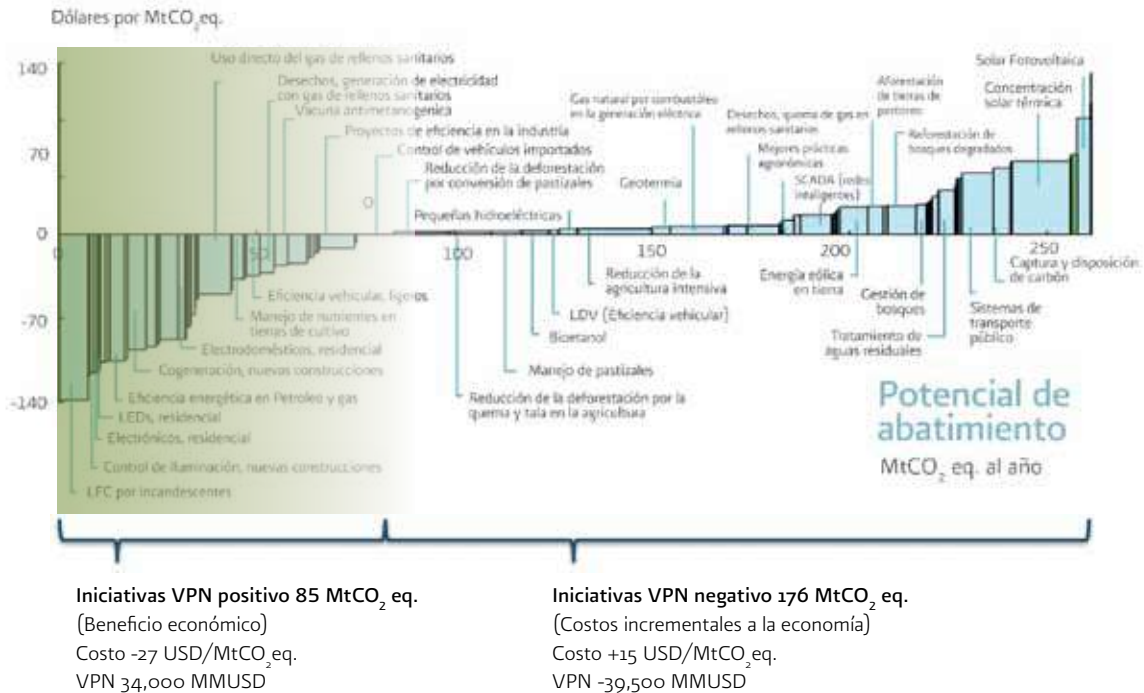 Dólares por MtCO2eq.
140
70
0
-70
-140
0
50
100
150
200
250
0
Uso directo del gas de rellenos sanitarios
Desechos, generación de electricidad
con gas de rellenos sanitarios
Vacuna antimetanogenica
Proyectos de eficiencia en la industria
Control de vehículos importados
Reducción de la deforestación
por conversión de pastizales
Pequeñas hidroeléctricas
Geotermia
Gas natural por combustóleo
en la generación eléctrica
Desechos, quema de gas en
rellenos sanitarios
Mejores prácticas
agronómicas
SCADA (redes
inteligentes)
Aforestación
de tierras de
pastoreo
Reforestación de
bosques degradados
Solar Fotovoltaica
Concentración
solar térmica
Eficiencia vehicular, ligeros
Manejo de nutrientes en
tierras de cultivo
Electrodomésticos, residencial
Cogeneración, nuevas construcciones
Eficiencia energética en Petroleo y gas
LEDs, residencial
Electrónicos, residencial
Control de iluminación, nuevas construcciones
LFC por incandescentes
Reducción de la
agricultura intensiva
LDV (Eficiencia vehicular)
Bioetanol
Manejo de pastizales
Reducción de la deforestación por la
quema y tala en la agricultura
Energía eólica
en tierra
Gestión de
bosques
Tratamiento de
aguas residuales
Sistemas de
transporte
público
Captura y disposición
de carbón
Potencial de
abatimiento
MtCO2 eq. al año
Iniciativas VPN positivo 85 MtCO2 eq.
(Beneficio económico)
Costo -27 USD/MtCO2eq.
VPN 34,000 MMUSD
Iniciativas VPN negativo 176 MtCO2 eq.
(Costos incrementales a la economía)
Costo +15 USD/MtCO2eq.
VPN -39,500 MMUSD